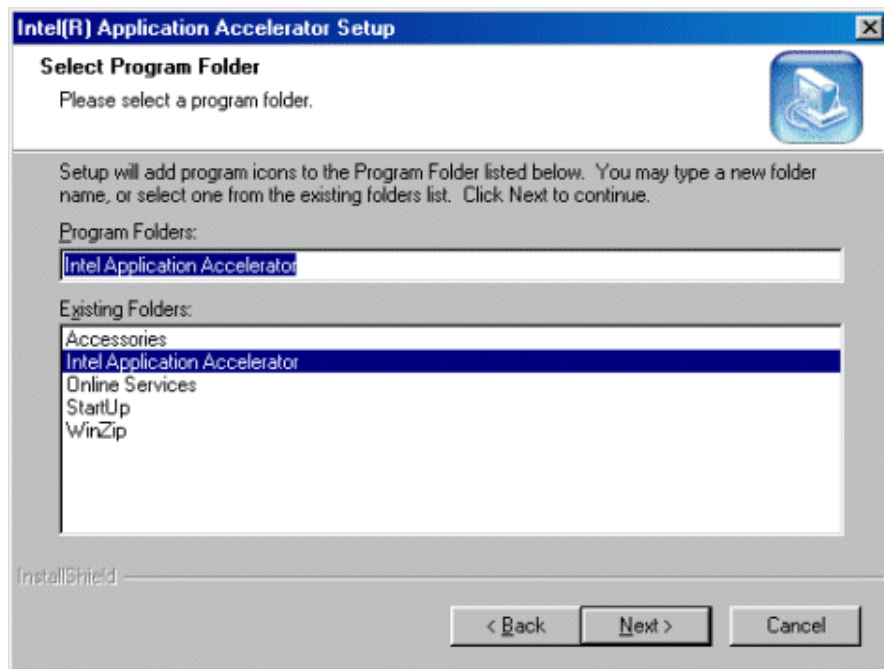 Intel(R) Application Accelerator Setup
Select Program Folder
Please select a program folder.
Setup will add program icons to the Program Folder listed below. You may type a new folder
name, or select one from the existing folders list. Click Next to continue.
Program Folders:
Intel Application Accelerator
Existing Folders:
Accessories
Intel Application Accelerator
Online Services
StartUp
WinZip
InstallShield
< Back
Next >
Cancel